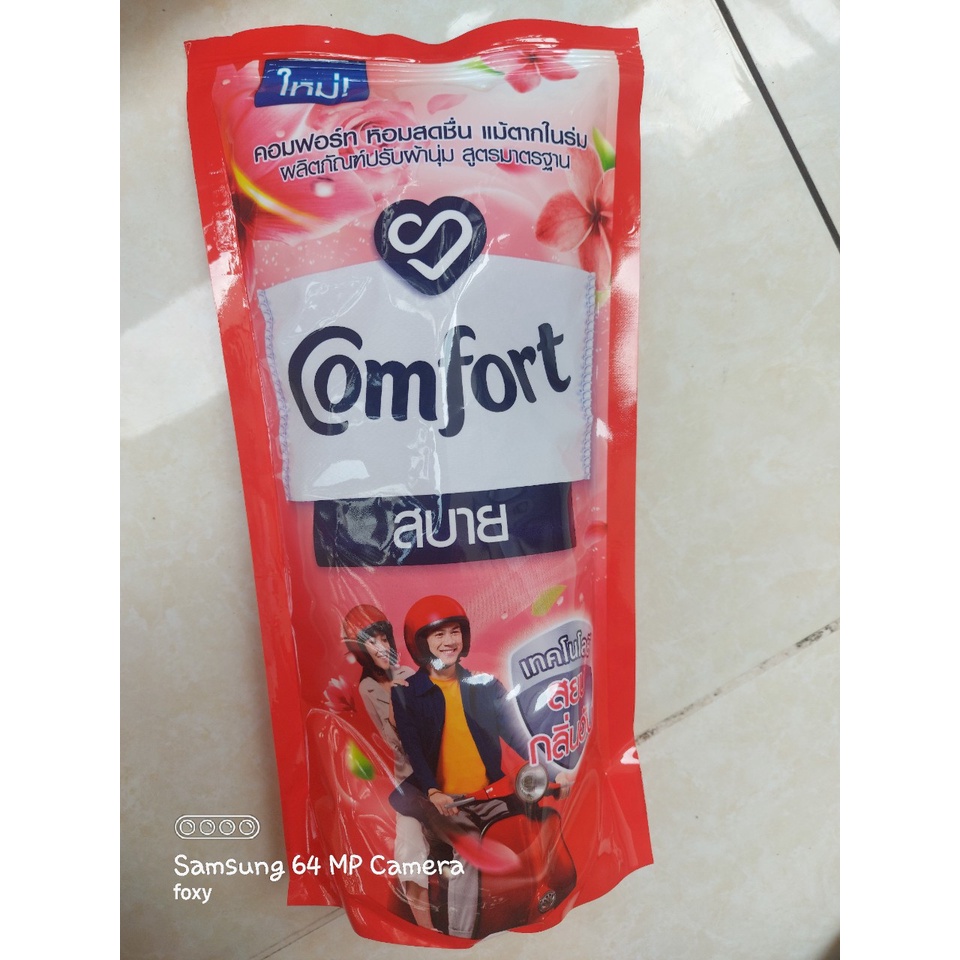 ใหม่!
คอมฟอร์ท หอมสดชื่น แม้ตากในร่ม
ผลิตภัณฑ์ปรับผ้านุ่ม สูตรมาตรฐาน
Comfort
สบาย
Samsung 64 MP Camera
foxy